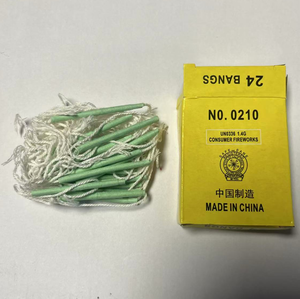 24 BANGS
NO. 0210
UN0336 1.4G
CONSUMER FIREWORKS
中国制造
MADE IN CHINA